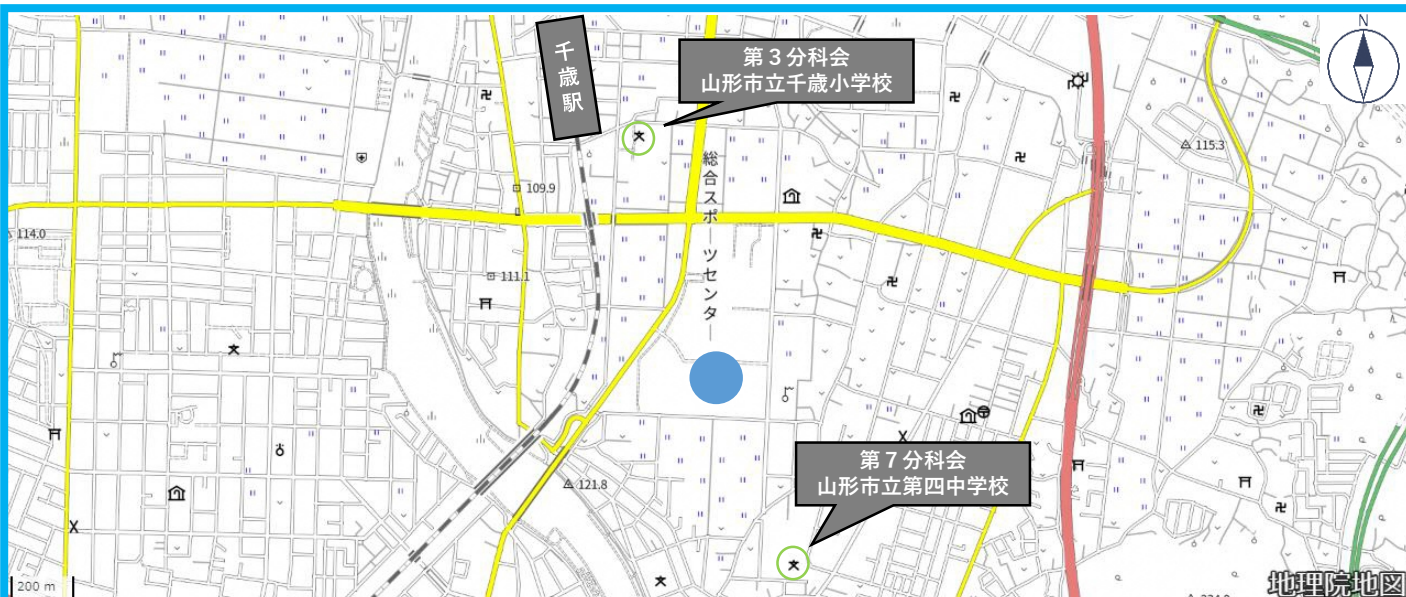 N
千歳駅
第３分科会
山形市立千歳小学校
115.3
総合スポーツセンター
109.9
114.0
111.1
第７分科会
山形市立第四中学校
121.8
200 m
地理院地図